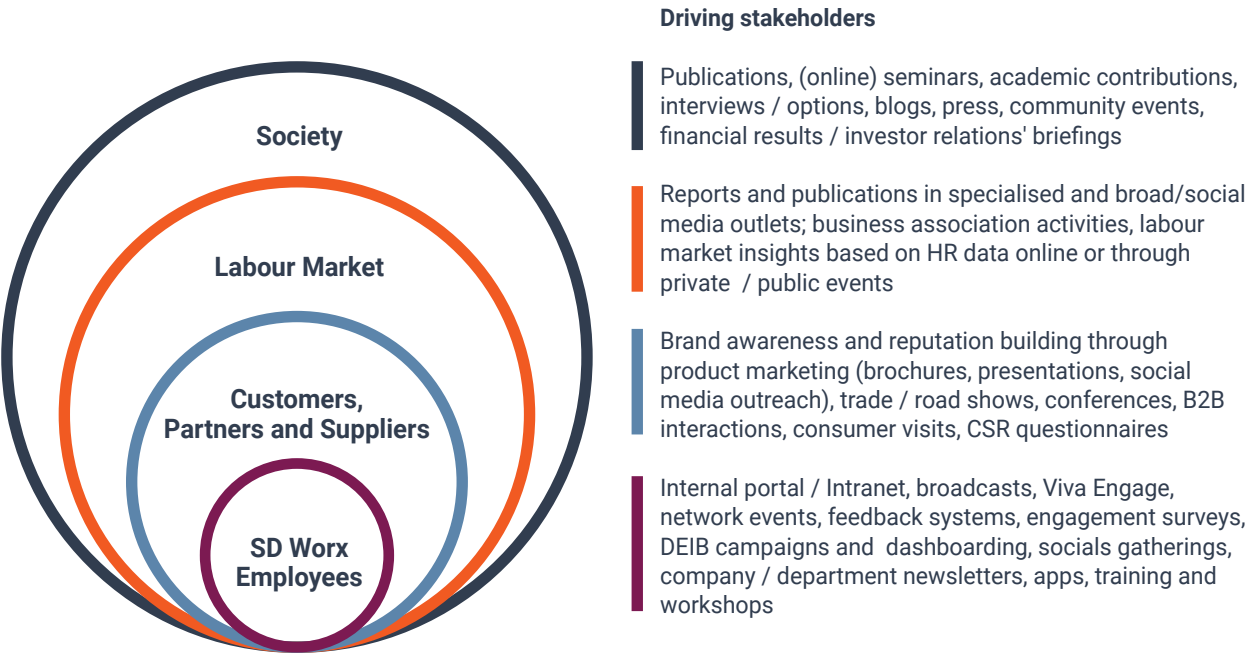 Driving stakeholders
Society
Labour Market
Customers,
Partners and Suppliers
SD Worx
Employees
Publications, (online) seminars, academic contributions,
interviews / options, blogs, press, community events,
financial results / investor relations' briefings
Reports and publications in specialised and broad/social
media outlets; business association activities, labour
market insights based on HR data online or through
private / public events
Brand awareness and reputation building through
product marketing (brochures, presentations, social
media outreach), trade / road shows, conferences, B2B
interactions, consumer visits, CSR questionnaires
Internal portal / Intranet, broadcasts, Viva Engage,
network events, feedback systems, engagement surveys,
DEIB campaigns and dashboarding, socials gatherings,
company / department newsletters, apps, training and
workshops